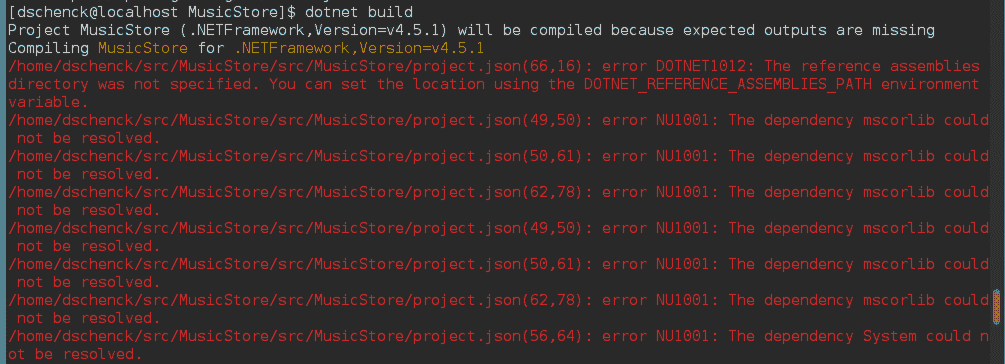 [dschenck@localhost MusicStore]$ dotnet build
Project MusicStore (.NETFramework,Version=v4.5.1) will be compiled because expected outputs are missing
Compiling MusicStore for .NETFramework,Version=v4.5.1
/home/dschenck/src/MusicStore/src/MusicStore/project.json(66,16): error DOTNET1012: The reference assemblies
directory was not specified. You can set the location using the DOTNET_REFERENCE_ASSEMBLIES_PATH environment
variable.
/home/dschenck/src/MusicStore/src/MusicStore/project.json(49,50): error NU1001: The dependency mscorlib could
not be resolved.
/home/dschenck/src/MusicStore/src/MusicStore/project.json(50,61): error NU1001: The dependency mscorlib could
not be resolved.
/home/dschenck/src/MusicStore/src/MusicStore/project.json(62,78): error NU1001: The dependency mscorlib could
not be resolved.
/home/dschenck/src/MusicStore/src/MusicStore/project.json(49,50): error NU1001: The dependency mscorlib could
not be resolved.
/home/dschenck/src/MusicStore/src/MusicStore/project.json(50,61): error NU1001: The dependency mscorlib could
not be resolved.
/home/dschenck/src/MusicStore/src/MusicStore/project.json(62,78): error NU1001: The dependency mscorlib could
not be resolved.
/home/dschenck/src/MusicStore/src/MusicStore/project.json(56,64): error NU1001: The dependency System could n
ot be resolved.